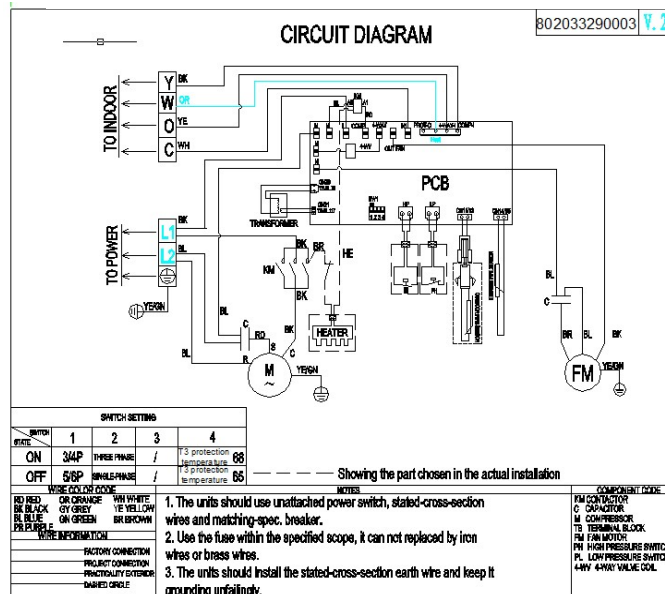 802033290003 V.2
CIRCUIT DIAGRAM
TO INDOOR
Y BK
W OR
O YE
C WH
PCB
TRANSFORMER
TO POWER
L1 BK
L2 BL
YE/GN
KM
BK
BR
HE
BK
HEATER
BL
C
RD
BK
BL
R
S
C
M
~
YE/GN
BL
C
BR BL BK
FM
YE/GN
SWITCH SETTING
SWITCH
STATE
1 2 3 4
ON 3/4P THREE PHASE / T3 protection temperature 68
OFF 5/6P SINGLE-PHASE / T3 protection temperature 65
Showing the part chosen in the actual installation
WIRE COLOR CODE
RD RED OR ORANGE WH WHITE
BK BLACK GY GREY YE YELLOW
BL BLUE GN GREEN BR BROWN
PR PURPLE
WIRE INFORMATION
FACTORY CONNECTION
PROJECT CONNECTION
PRACTICALITY EXTERIOR
DASHED CIRCLE
NOTES
1. The units should use unattached power switch, stated-cross-section
wires and matching-spec. breaker.
2. Use the fuse within the specified scope, it can not replaced by iron
wires or brass wires.
3. The units should install the stated-cross-section earth wire and keep it
grounding unfailingly.
COMPONENT CODE
KM CONTACTOR
C CAPACITOR
M COMPRESSOR
TB TERMINAL BLOCK
FM FAN MOTOR
PH HIGH PRESSURE SWITC
PL LOW PRESSURE SWITC
4-WV 4-WAY VALVE COIL